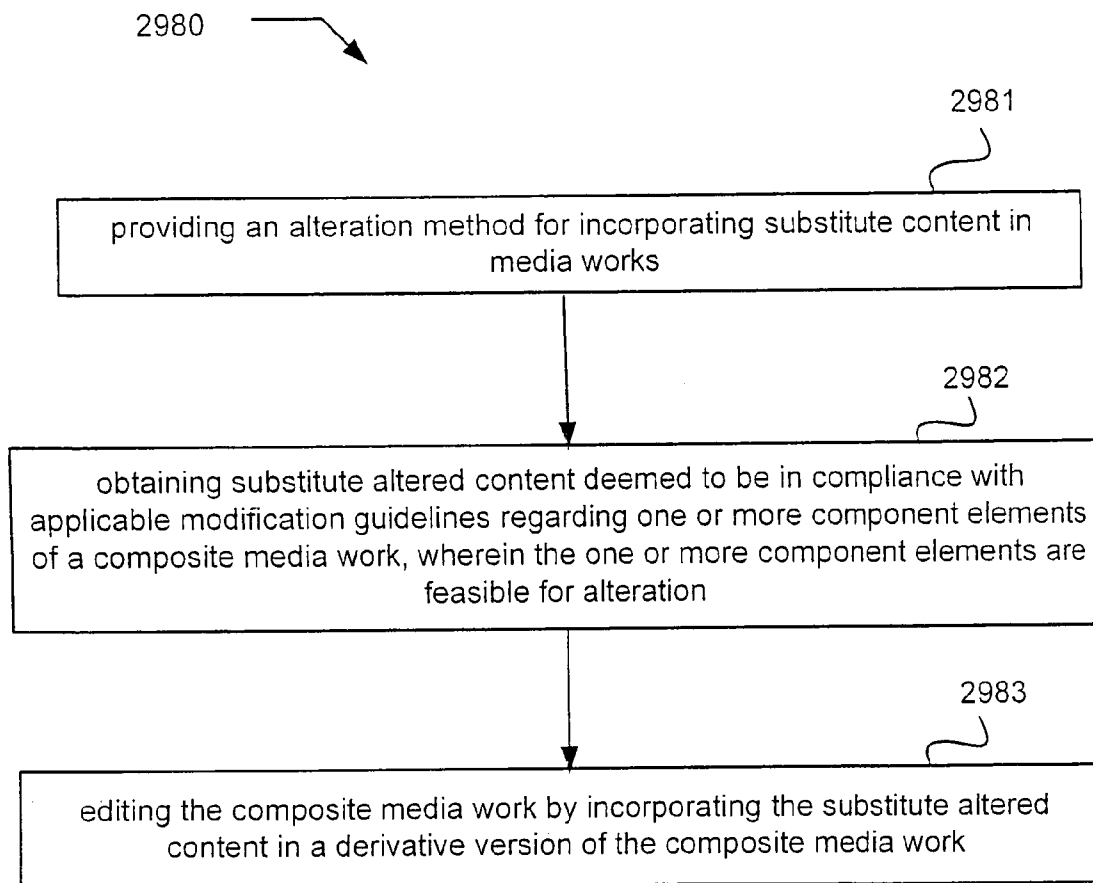 2980
2981
providing an alteration method for incorporating substitute content in
media works
2982
obtaining substitute altered content deemed to be in compliance with
applicable modification guidelines regarding one or more component elements
of a composite media work, wherein the one or more component elements are
feasible for alteration
2983
editing the composite media work by incorporating the substitute altered
content in a derivative version of the composite media work